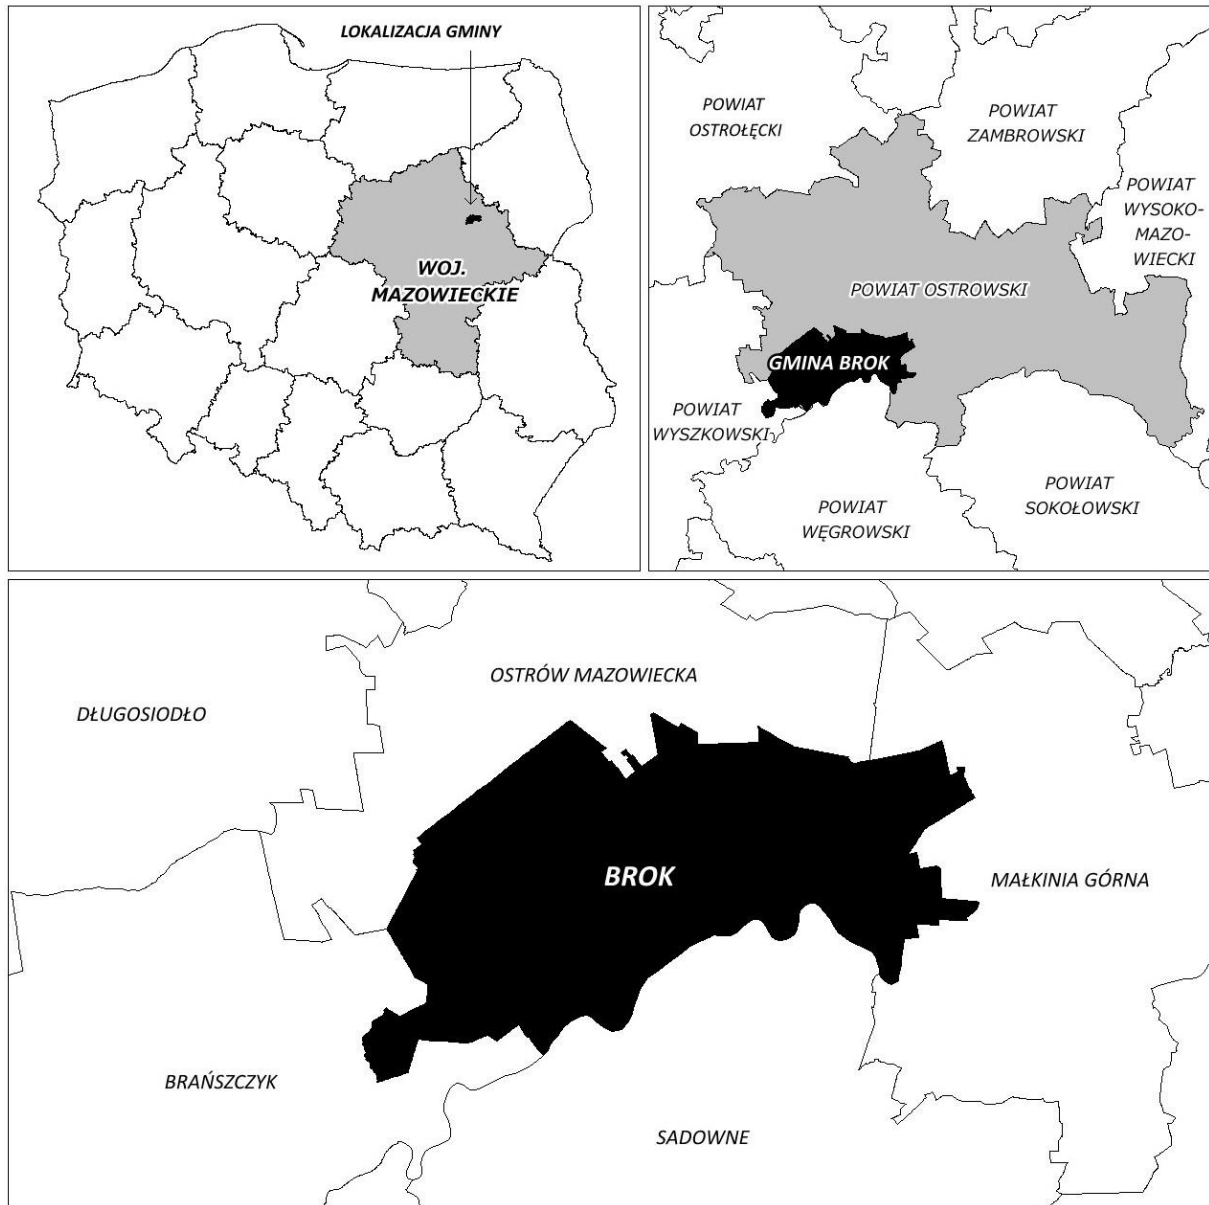 LOKALIZACJA GMINY
WOJ.
MAZOWIECKIE
POWIAT
OSTROŁĘCKI
POWIAT
ZAMBROWSKI
POWIAT
WYSOKO-
MAZO-
WIECKI
POWIAT OSTROWSKI
GMINA BROK
POWIAT
WYSZKOWSKI
POWIAT
WĘGROWSKI
POWIAT
SOKOŁOWSKI
OSTRÓW MAZOWIECKA
DŁUGOSIODŁO
BROK
MAŁKINIA GÓRNA
BRAŃSZCZYK
SADOWNE